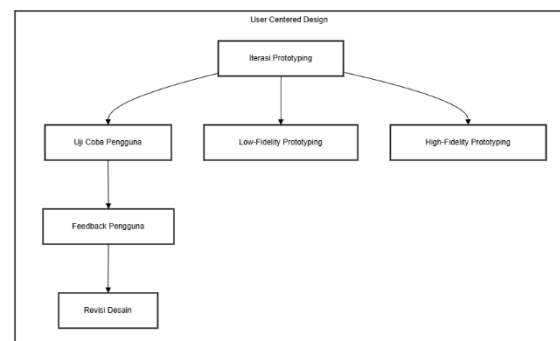 User Centered Design
Iterasi Prototyping
Uji Coba Pengguna
Low-Fidelity Prototyping
High-Fidelity Prototyping
Feedback Pengguna
Revisi Desain